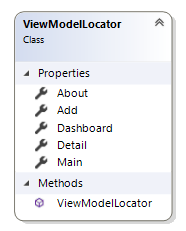 ViewModelLocator
Class
Properties
About
Add
Dashboard
Detail
Main
Methods
ViewModelLocator